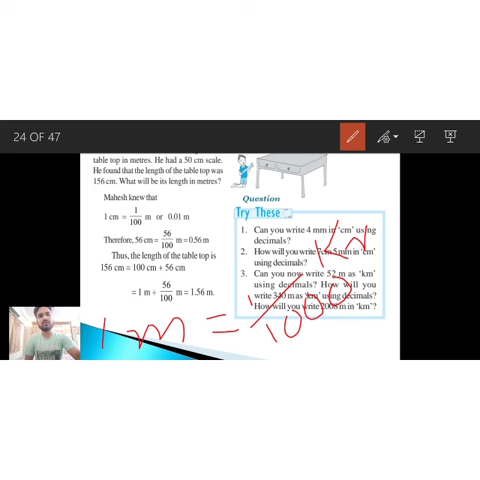 24 OF 47
table top in metres. He had a 50 cm scale.
He found that the length of the table top was
156 cm. What will be its length in metres?
Mahesh knew that
1 cm = 1/100 m or 0.01 m
Therefore, 56 cm = 56/100 m = 0.56 m
Thus, the length of the table top is
156 cm = 100 cm + 56 cm
= 1 m + 56/100 m = 1.56 m.
Question
Try These
1. Can you write 4 mm in ‘cm’ using
decimals?
2. How will you write 7cm 5 mm in ‘cm’
using decimals?
3. Can you now write 52 m as ‘km’
using decimals? How will you
write 340 m as ‘km’ using decimals?
How will you write 2008 m in ‘km’?
1 m = 1/1000 Km